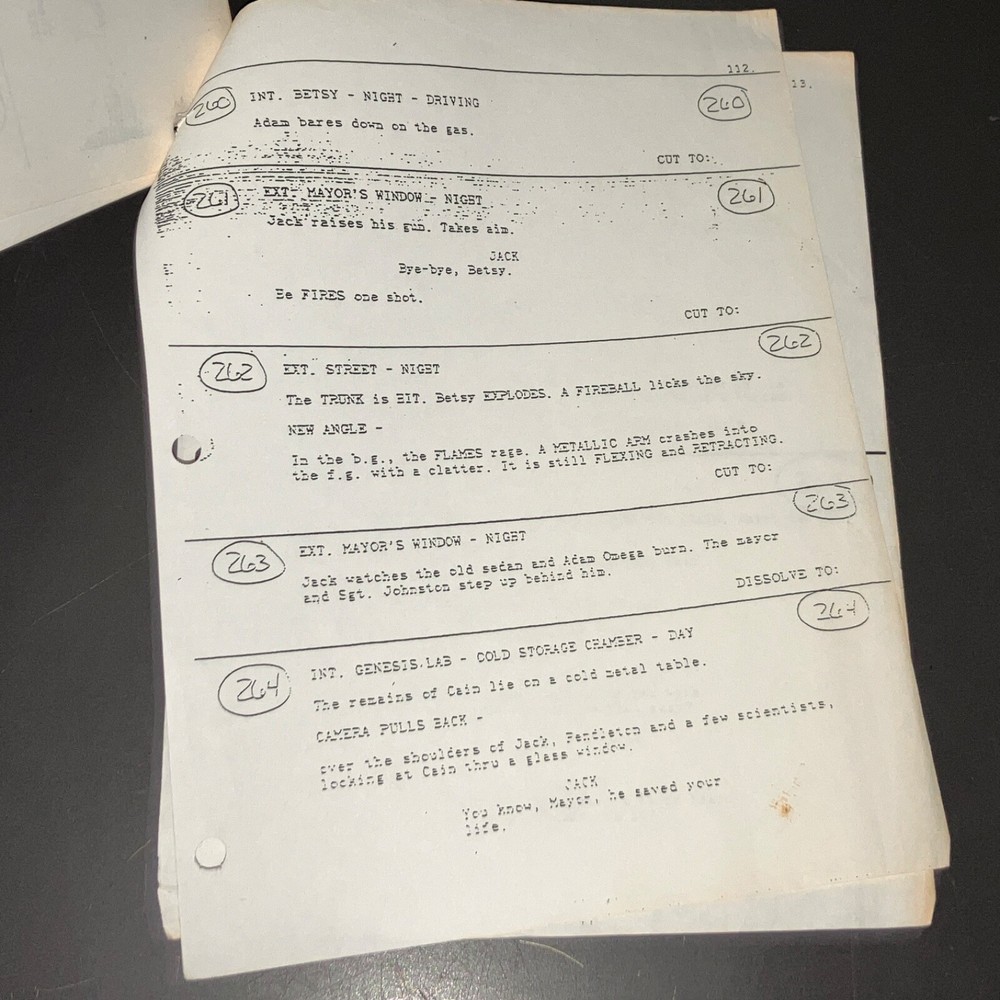 112.
13.
260 INT. BETSY - NIGHT - DRIVING 260
Adam bares down on the gas.
CUT TO:
261 EXT. MAYOR'S WINDOW - NIGHT 261
Jack raises his gun. Takes aim.
JACK
Bye-bye, Betsy.
He FIRES one shot.
CUT TO:
262 EXT. STREET - NIGHT 262
The TRUNK is HIT. Betsy EXPLODES. A FIREBALL licks the sky.
NEW ANGLE -
In the b.g., the FLAMES rage. A METALLIC ARM crashes into
the f.g. with a clatter. It is still FLEXING and RETRACTING.
CUT TO:
263 EXT. MAYOR'S WINDOW - NIGHT 263
Jack watches the old sedan and Adam Omega burn. The mayor
and Sgt. Johnston step up behind him.
DISSOLVE TO:
264 INT. GENESIS LAB - COLD STORAGE CHAMBER - DAY 264
The remains of Cain lie on a cold metal table.
CAMERA PULLS BACK -
over the shoulders of Jack, Pendleton and a few scientists,
looking at Cain thru a glass window.
JACK
You know, Mayor, he saved your
life.